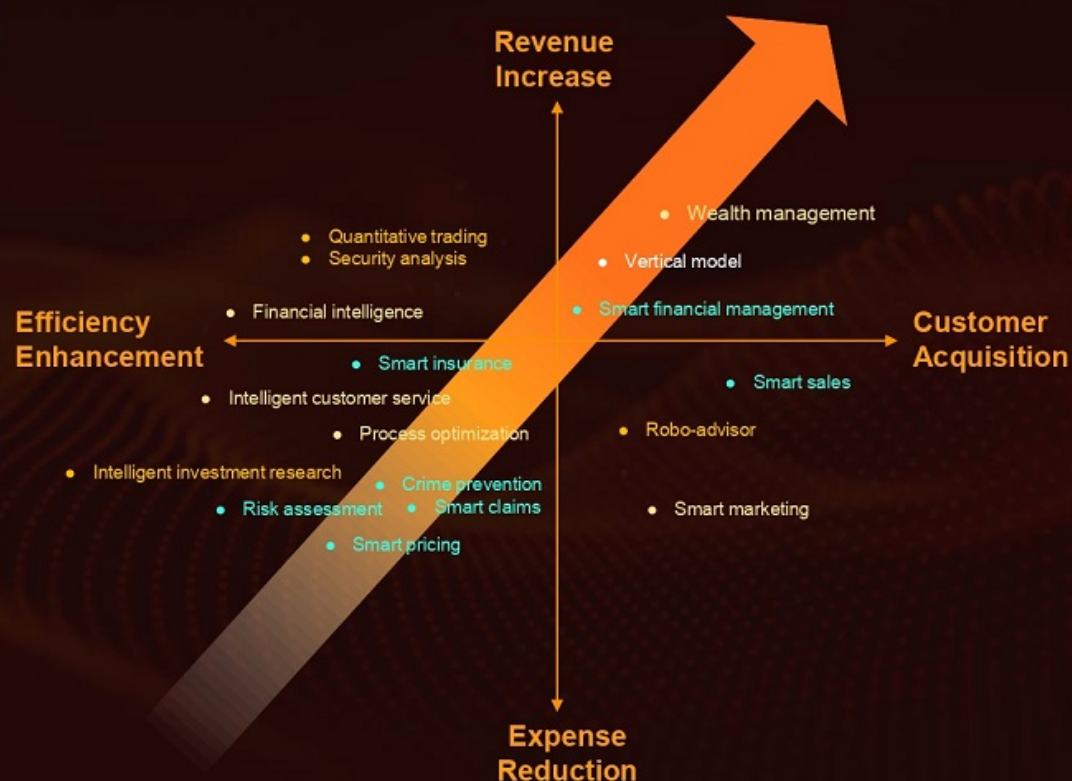 Revenue
Increase
Wealth management
Quantitative trading
Security analysis
Vertical model
Financial intelligence
Smart financial management
Efficiency
Enhancement
Customer
Acquisition
Smart insurance
Smart sales
Intelligent customer service
Process optimization
Robo-advisor
Intelligent investment research
Crime prevention
Risk assessment
Smart claims
Smart marketing
Smart pricing
Expense
Reduction